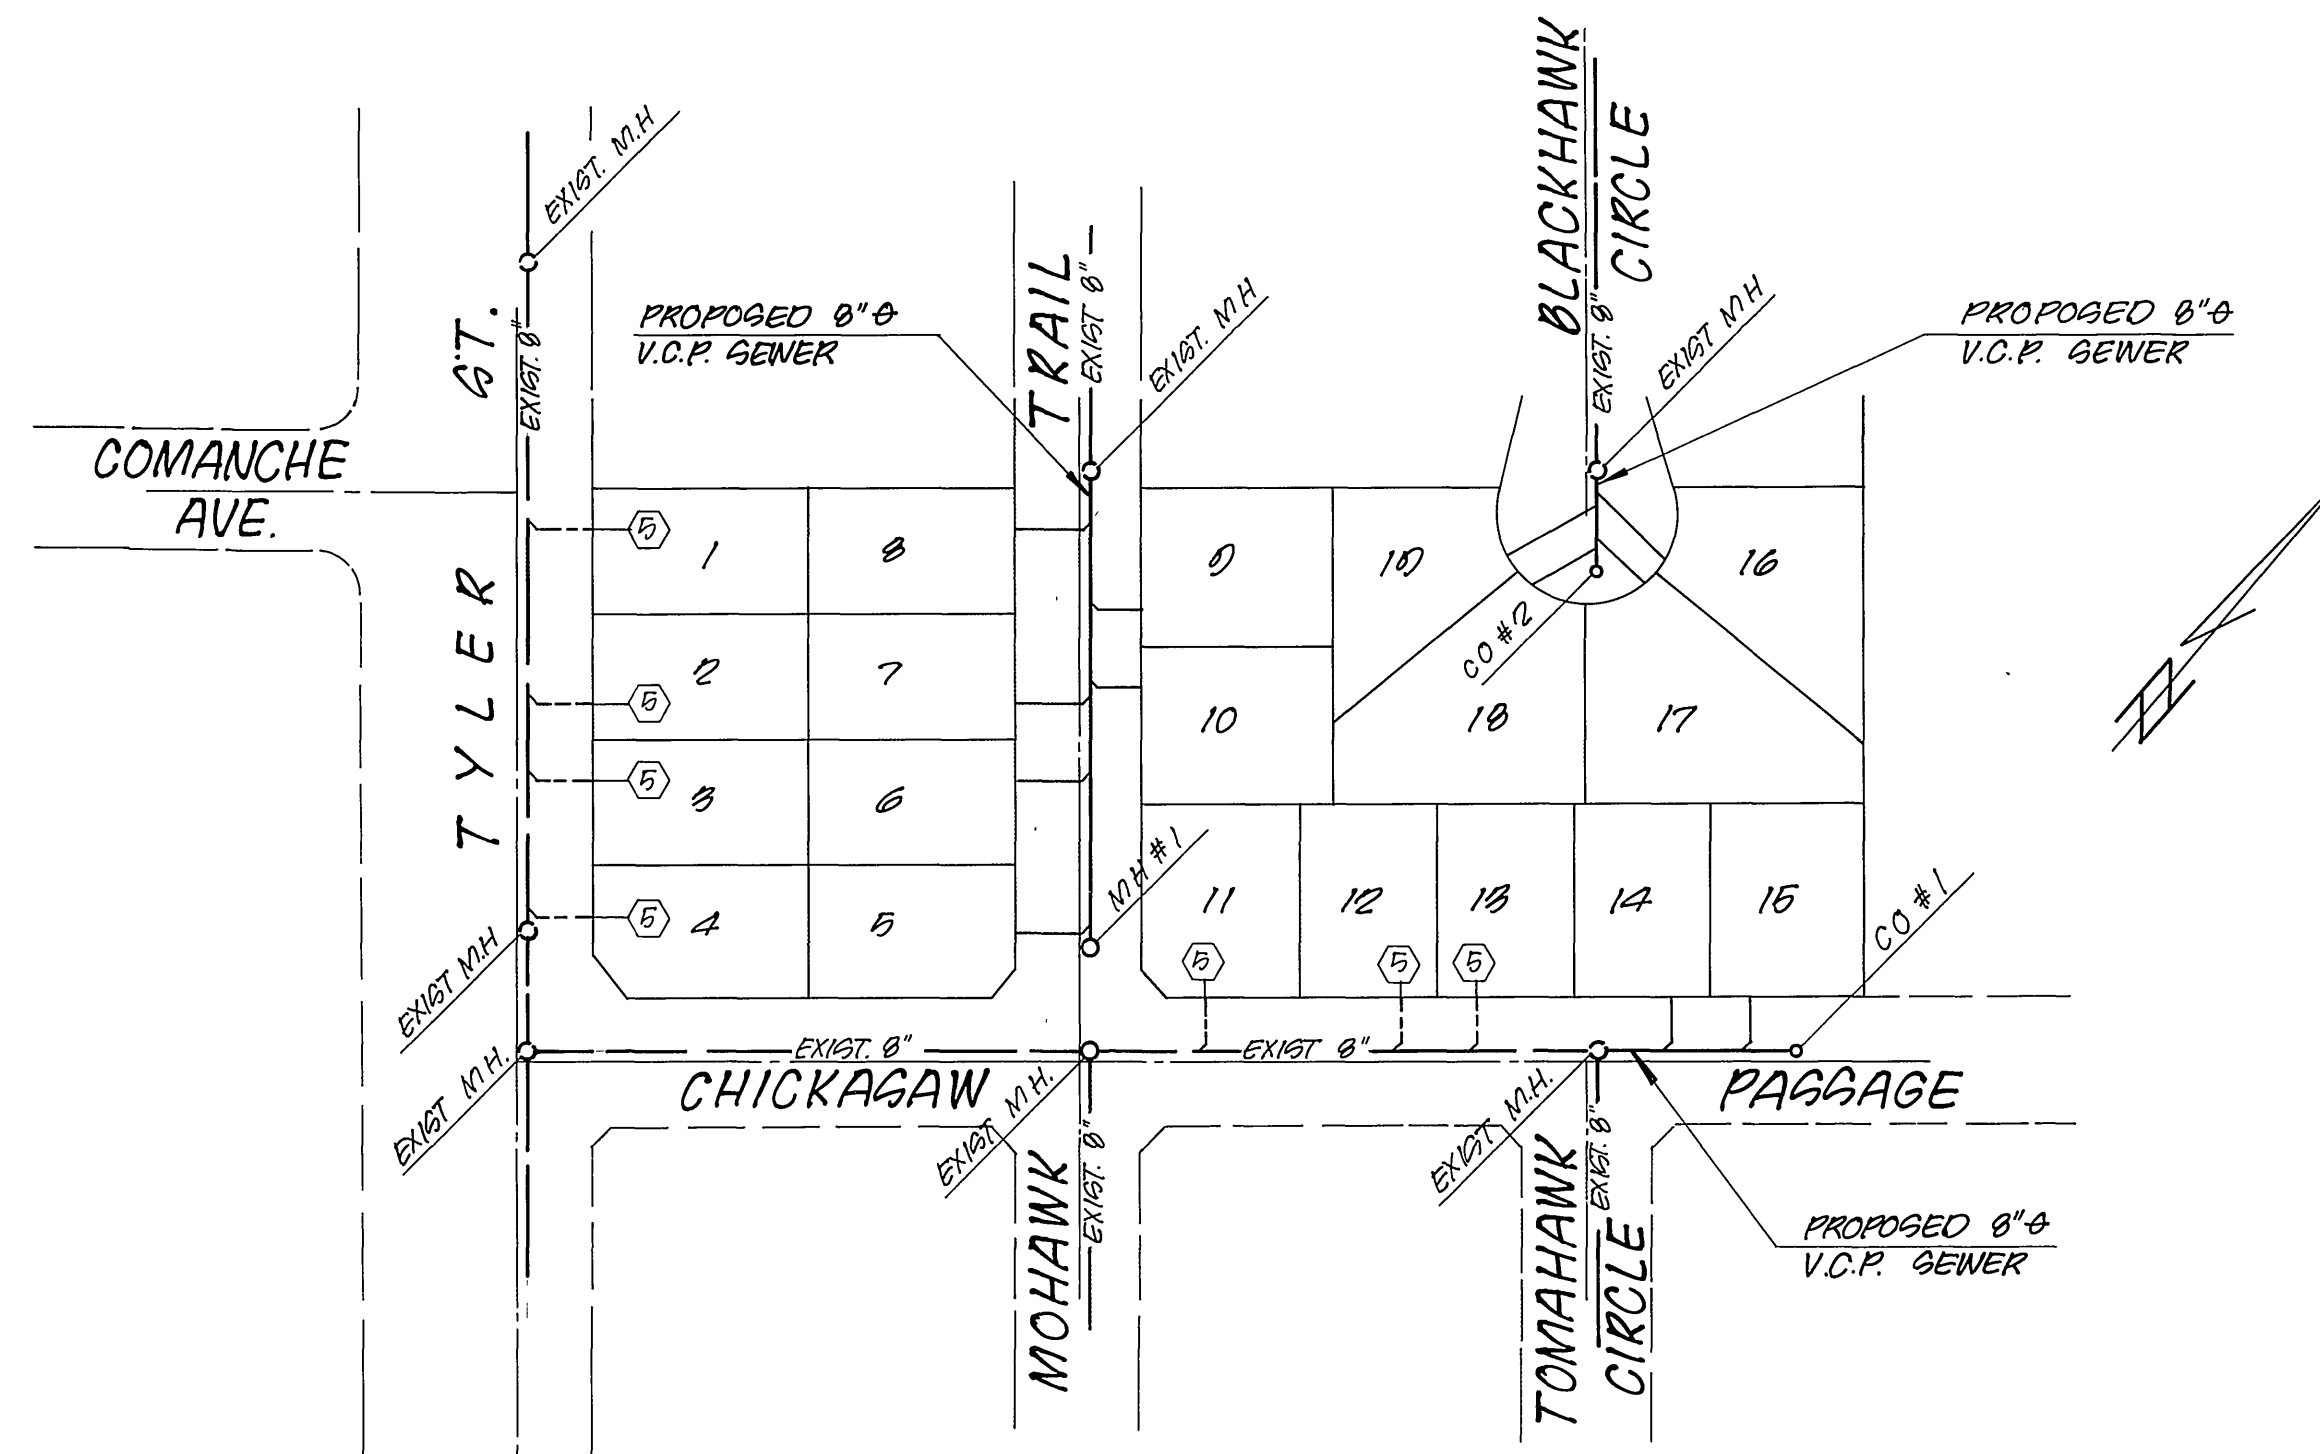 EXIST. M.H
BLACKHAWK
CIRCLE
ST.
EXIST. 8"
PROPOSED 8"Ø
V.C.P. SEWER
TRAIL
EXIST 8"
EXIST. MH
EXIST. 8"
EXIST MH
PROPOSED 8"Ø
V.C.P. SEWER
COMANCHE
AVE.
TYLER
5
1
8
9
19
16
CO #2
5
2
7
10
18
17
N
5
3
6
MH #1
5
4
5
11
12
13
14
15
CO #1
5
5
5
EXIST M.H
EXIST M.H.
EXIST. 8"
EXIST 8"
CHICKASAW
PASSAGE
EXIST M.H.
EXIST. 8"
MOHAWK
EXIST. M.H.
EXIST. 8"
TOMAHAWK
CIRCLE
PROPOSED 8"Ø
V.C.P. SEWER